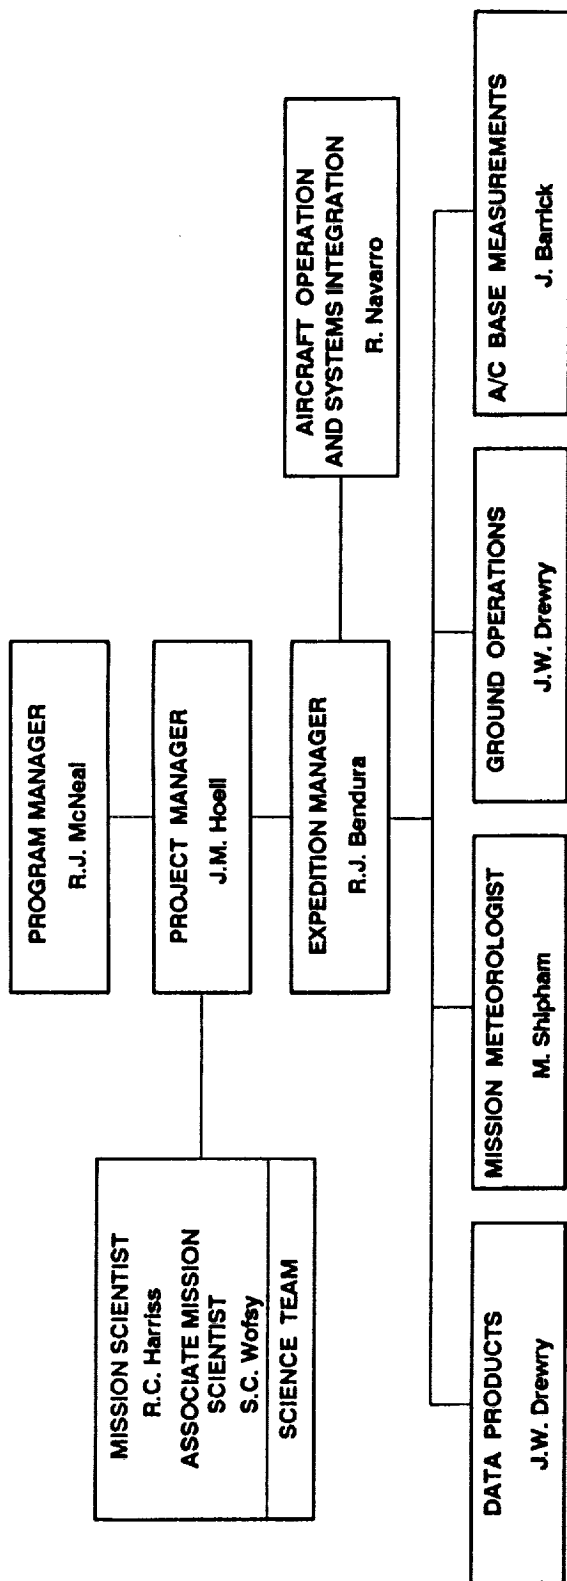 PROGRAM MANAGER
R.J. McNeal
PROJECT MANAGER
J.M. Hoell
MISSION SCIENTIST
R.C. Harriss
ASSOCIATE MISSION
SCIENTIST
S.C. Wofsy
SCIENCE TEAM
EXPEDITION MANAGER
R.J. Bendura
AIRCRAFT OPERATION
AND SYSTEMS INTEGRATION
R. Navarro
DATA PRODUCTS
J.W. Drewry
MISSION METEOROLOGIST
M. Shipham
GROUND OPERATIONS
J.W. Drewry
A/C BASE MEASUREMENTS
J. Barrick